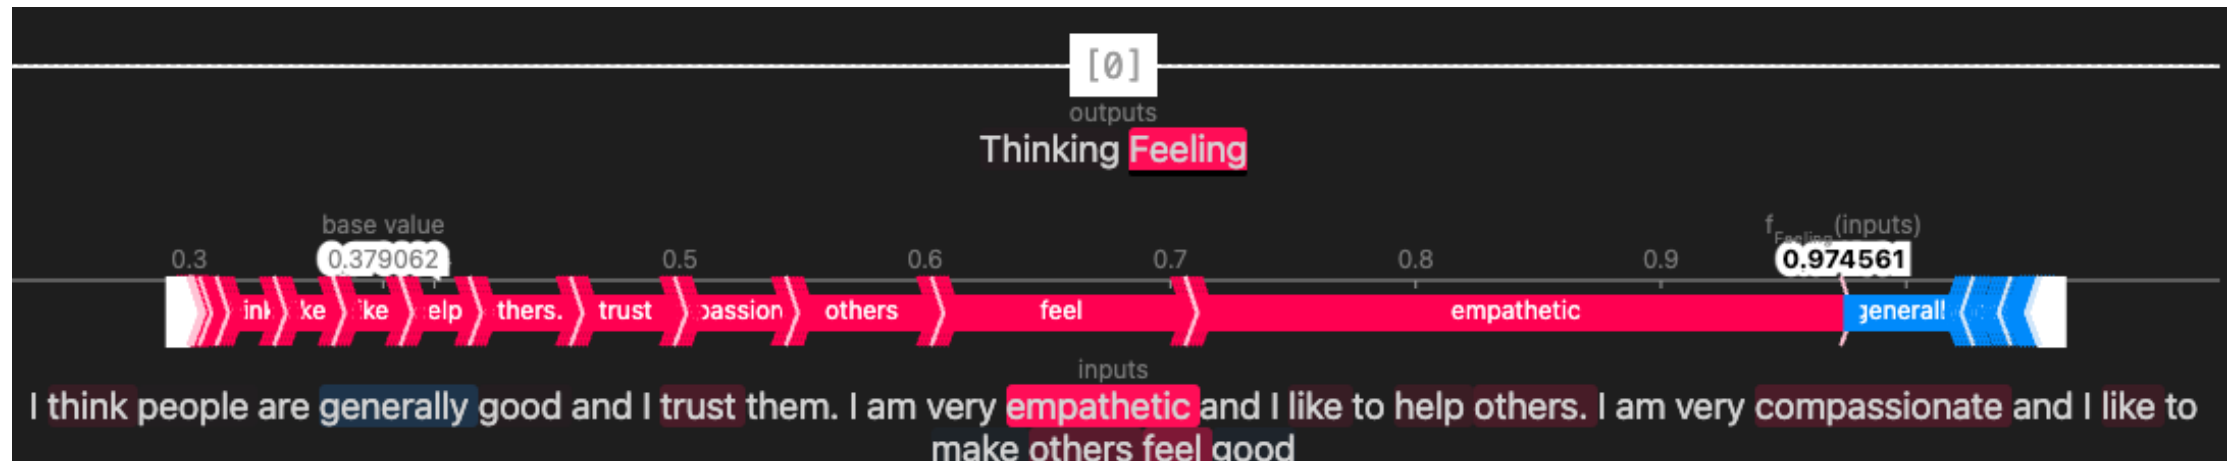 [0]
outputs
Thinking Feeling
base value
f Feeling (inputs)
0.3 0.379062 0.5 0.6 0.7 0.8 0.9 0.974561
ink ke ke elp thers. trust passion others feel empathetic general
inputs
I think people are generally good and I trust them. I am very empathetic and I like to help others. I am very compassionate and I like to
make others feel good